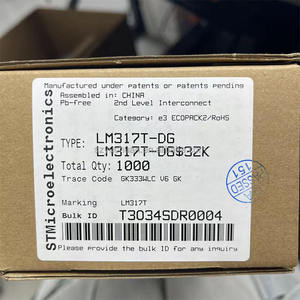 Manufactured under patents or patents pending
Assembled in: CHINA
Pb-free 2nd Level Interconnect
Category: e3 ECOPACK2/RoHS
STMicroelectronics
TYPE: LM317T-DG
LM317T-DG$32K
Total Qty: 1000
Trace Code GK333WLC V6 GK
PASSED
151
Marking LM317T
Bulk ID T3034SDR0004
Please provide the bulk ID for any inquiry